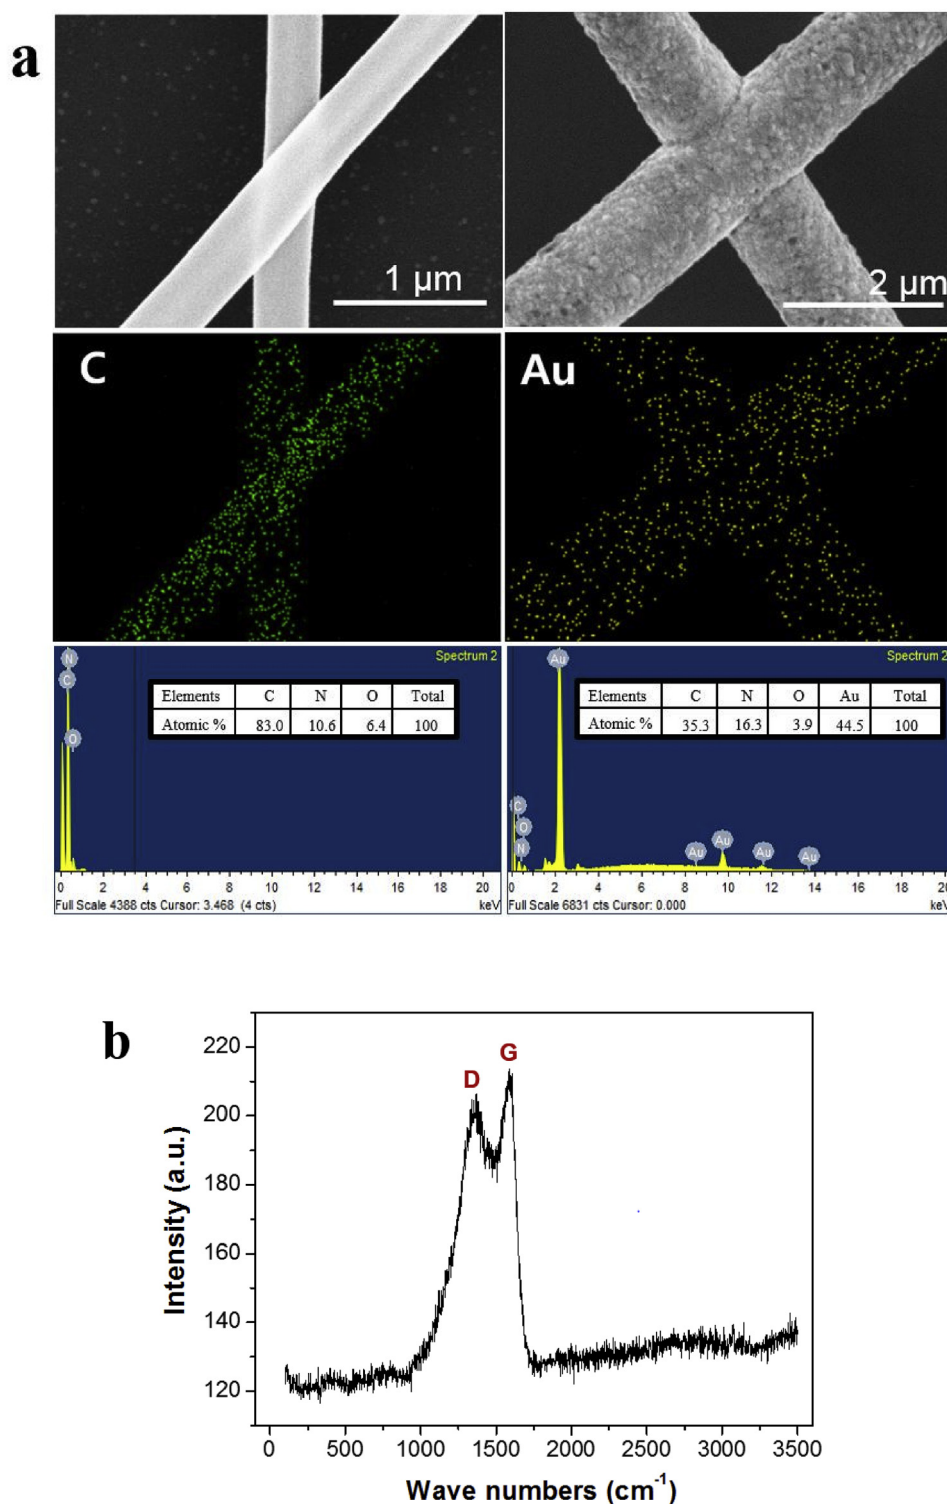 a
1 µm
2 µm
C
Au
Spectrum 2
N
C
O
Elements C N O Total
Atomic % 83.0 10.6 6.4 100
0 2 4 6 8 10 12 14 16 18 20
Full Scale 4388 cts Cursor: 3.468 (4 cts) keV
Spectrum 2
Au
Elements C N O Au Total
Atomic % 35.3 16.3 3.9 44.5 100
C
O
N
Au Au Au Au
0 2 4 6 8 10 12 14 16 18 20
Full Scale 6831 cts Cursor: 0.000 keV
b
D
G
220
200
180
160
140
120
Intensity (a.u.)
0 500 1000 1500 2000 2500 3000 3500
Wave numbers (cm⁻¹)